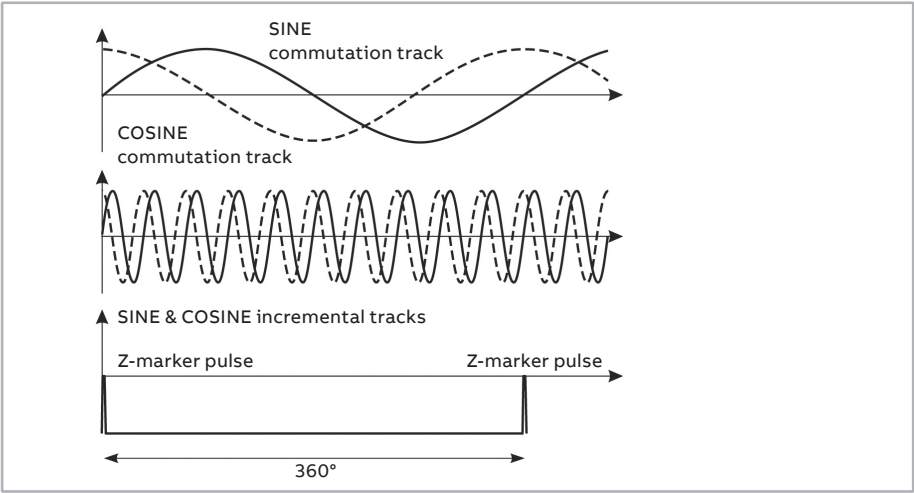 SINE
commutation track
COSINE
commutation track
SINE & COSINE incremental tracks
Z-marker pulse
Z-marker pulse
360°